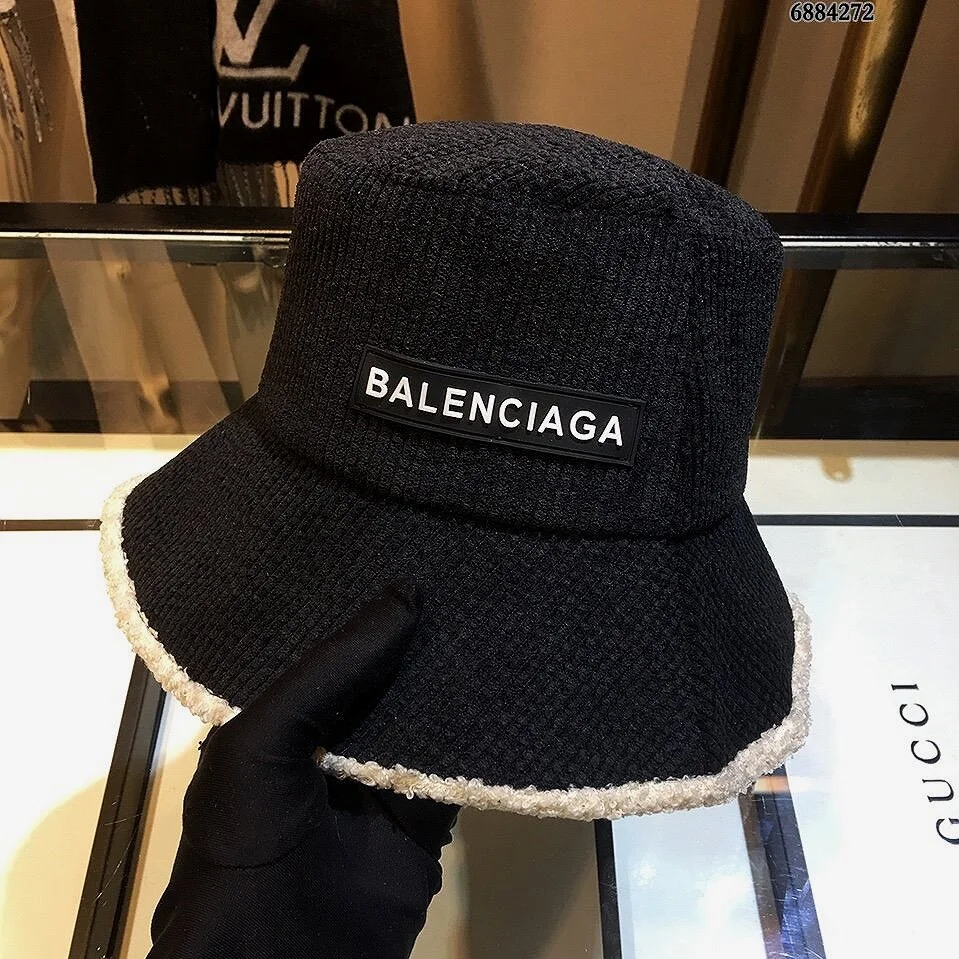 6884272
VUITTON
BALENCIAGA
GUCCI